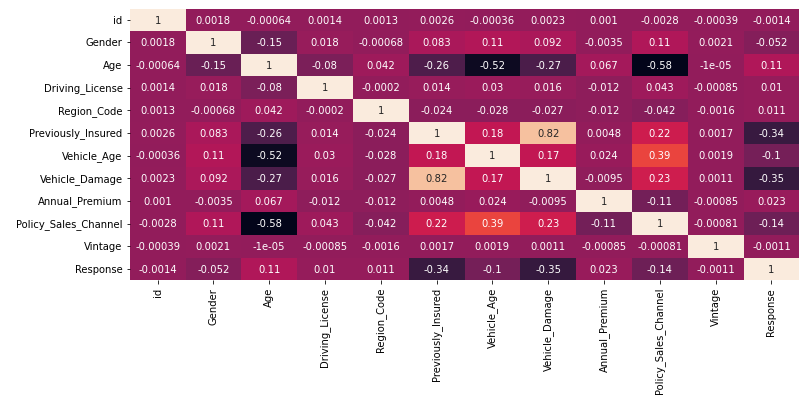 id 1 0.0018 -0.00064 0.0014 0.0013 0.0026 -0.00036 0.0023 0.001 -0.0028 -0.00039 -0.0014
Gender 0.0018 1 -0.15 0.018 -0.00068 0.083 0.11 0.092 -0.0035 0.11 0.0021 -0.052
Age -0.00064 -0.15 1 -0.08 0.042 -0.26 -0.52 -0.27 0.067 -0.58 -1e-05 0.11
Driving_License 0.0014 0.018 -0.08 1 -0.0002 0.014 0.03 0.016 -0.012 0.043 -0.00085 0.01
Region_Code 0.0013 -0.00068 0.042 -0.0002 1 -0.024 -0.028 -0.027 -0.012 -0.042 -0.0016 0.011
Previously_Insured 0.0026 0.083 -0.26 0.014 -0.024 1 0.18 0.82 0.0048 0.22 0.0017 -0.34
Vehicle_Age -0.00036 0.11 -0.52 0.03 -0.028 0.18 1 0.17 0.024 0.39 0.0019 -0.1
Vehicle_Damage 0.0023 0.092 -0.27 0.016 -0.027 0.82 0.17 1 -0.0095 0.23 0.0011 -0.35
Annual_Premium 0.001 -0.0035 0.067 -0.012 -0.012 0.0048 0.024 -0.0095 1 -0.11 -0.00085 0.023
Policy_Sales_Channel -0.0028 0.11 -0.58 0.043 -0.042 0.22 0.39 0.23 -0.11 1 -0.00081 -0.14
Vintage -0.00039 0.0021 -1e-05 -0.00085 -0.0016 0.0017 0.0019 0.0011 -0.00085 -0.00081 1 -0.0011
Response -0.0014 -0.052 0.11 0.01 0.011 -0.34 -0.1 -0.35 0.023 -0.14 -0.0011 1
id
Gender
Age
Driving_License
Region_Code
Previously_Insured
Vehicle_Age
Vehicle_Damage
Annual_Premium
Policy_Sales_Channel
Vintage
Response